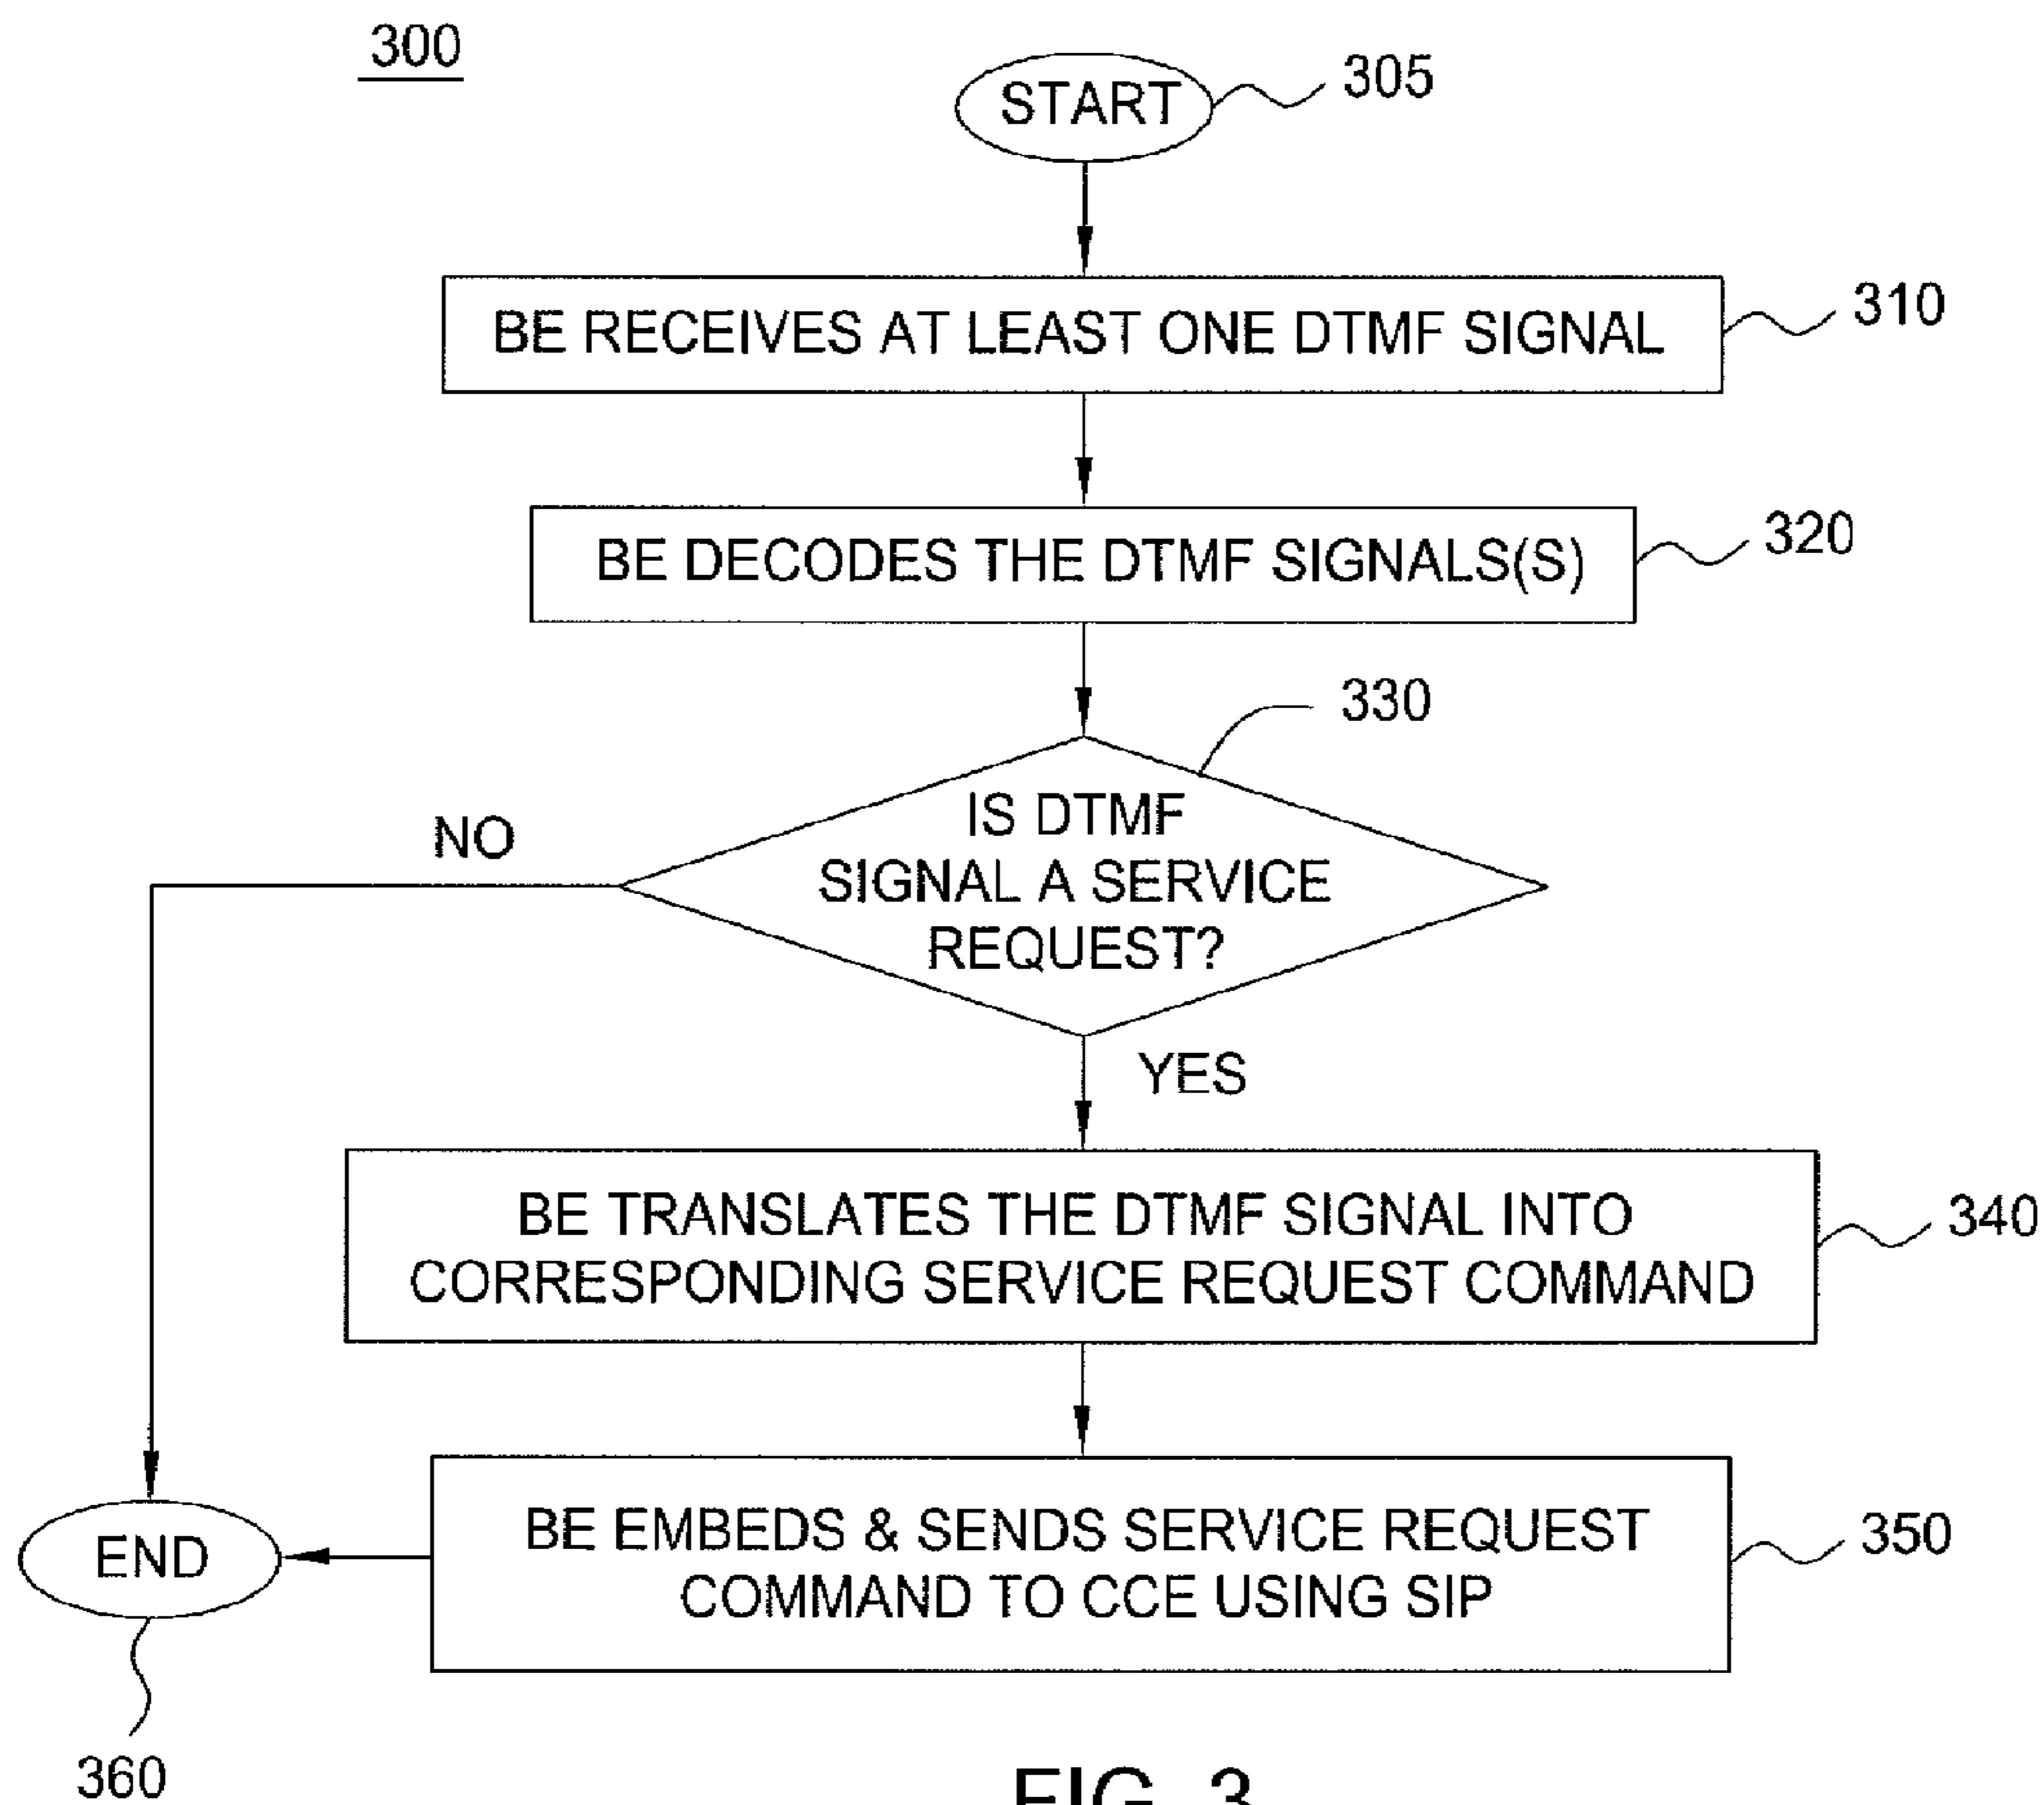 300
START
305
BE RECEIVES AT LEAST ONE DTMF SIGNAL
310
BE DECODES THE DTMF SIGNALS(S)
320
330
IS DTMF
SIGNAL A SERVICE
REQUEST?
NO
YES
BE TRANSLATES THE DTMF SIGNAL INTO
CORRESPONDING SERVICE REQUEST COMMAND
340
BE EMBEDS & SENDS SERVICE REQUEST
COMMAND TO CCE USING SIP
350
END
360
FIG. 3